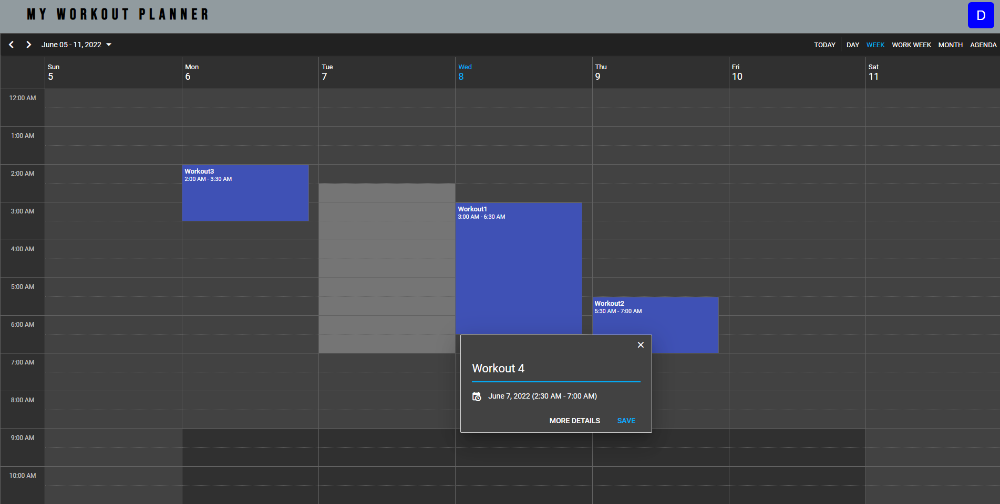 MY WORKOUT PLANNER
D
June 05 - 11, 2022
TODAY DAY WEEK WORK WEEK MONTH AGENDA
Sun Mon Tue Wed Thu Fri Sat
5 6 7 8 9 10 11
12:00 AM
1:00 AM
2:00 AM
Workout3
2:00 AM - 3:30 AM
3:00 AM
Workout1
3:00 AM - 6:30 AM
4:00 AM
5:00 AM
Workout2
5:30 AM - 7:00 AM
6:00 AM
7:00 AM
Workout 4
June 7, 2022 (2:30 AM - 7:00 AM)
8:00 AM
MORE DETAILS SAVE
9:00 AM
10:00 AM